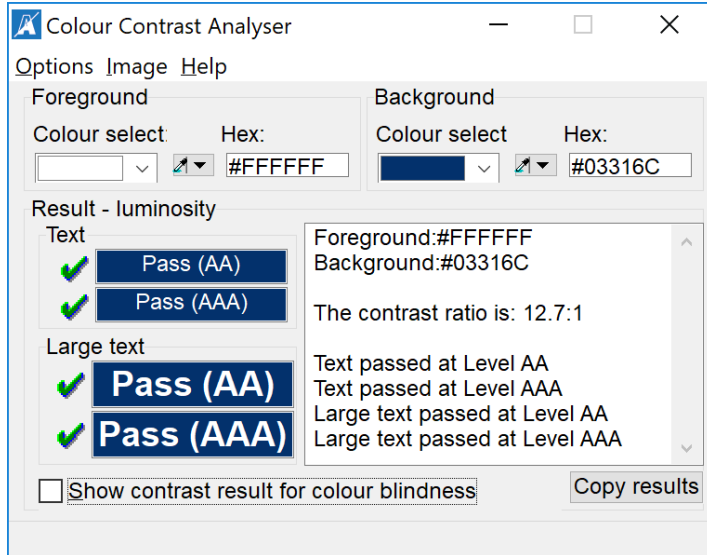 Colour Contrast Analyser
Options Image Help
Foreground
Colour select:
Hex:
#FFFFFF
Background
Colour select
Hex:
#03316C
Result - luminosity
Text
Pass (AA)
Pass (AAA)
Large text
Pass (AA)
Pass (AAA)
Foreground:#FFFFFF
Background:#03316C
The contrast ratio is: 12.7:1
Text passed at Level AA
Text passed at Level AAA
Large text passed at Level AA
Large text passed at Level AAA
Show contrast result for colour blindness
Copy results